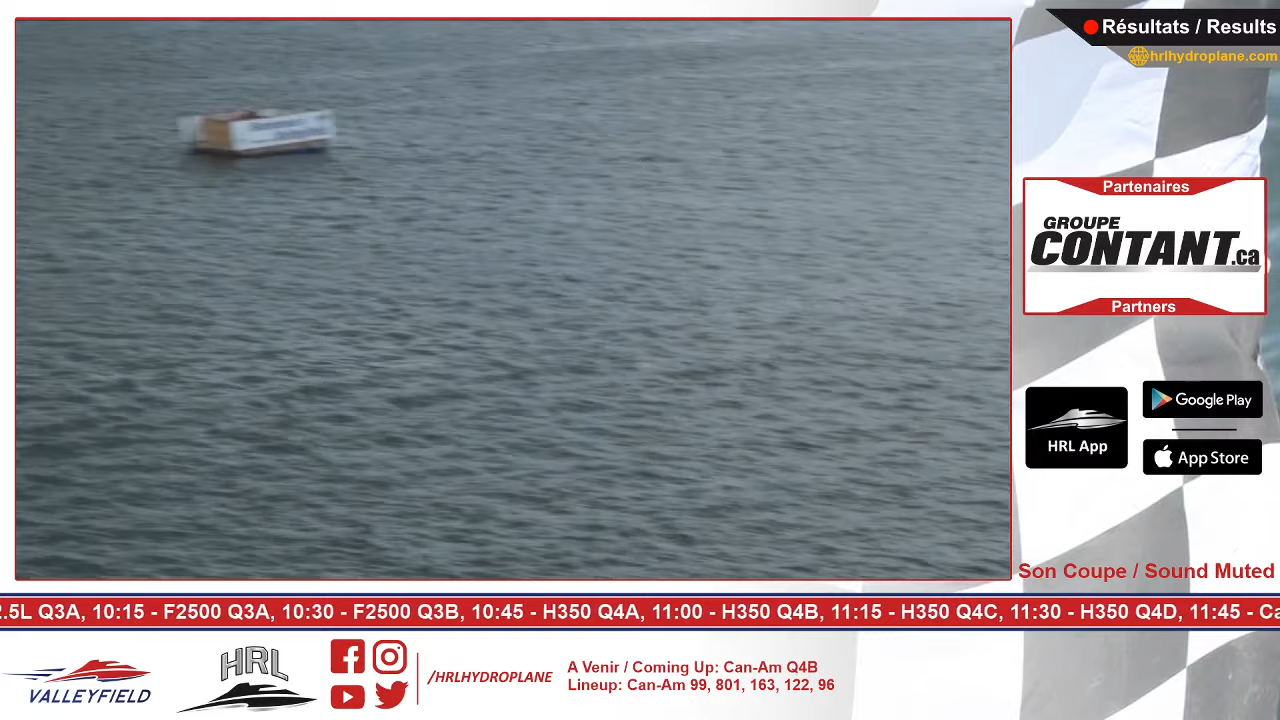 Résultats / Results
hrlhydroplane.com
Partenaires
GROUPE
CONTANT.ca
Partners
HRL App
Google Play
App Store
Son Coupe / Sound Muted
2.5L Q3A, 10:15 - F2500 Q3A, 10:30 - F2500 Q3B, 10:45 - H350 Q4A, 11:00 - H350 Q4B, 11:15 - H350 Q4C, 11:30 - H350 Q4D, 11:45 - Ca
VALLEYFIELD
HRL
/HRLHYDROPLANE
A Venir / Coming Up: Can-Am Q4B
Lineup: Can-Am 99, 801, 163, 122, 96